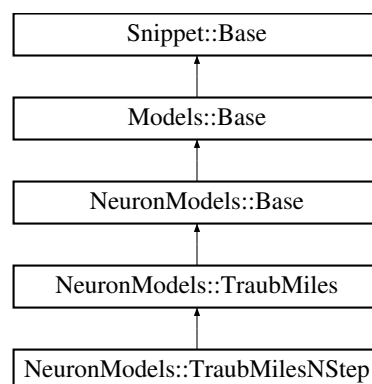 Snippet::Base
Models::Base
NeuronModels::Base
NeuronModels::TraubMiles
NeuronModels::TraubMilesNStep